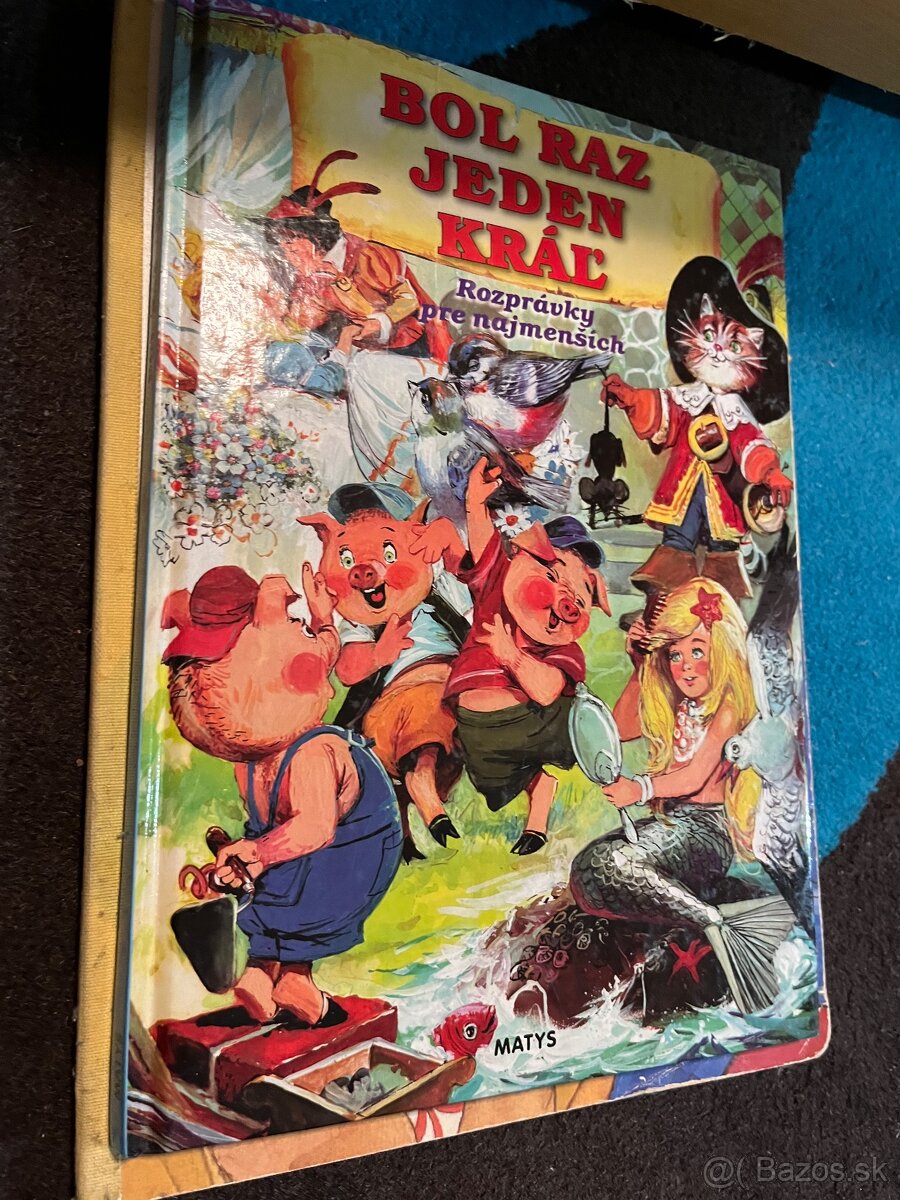 BOL RAZ
JEDEN
KRÁĽ
Rozprávky
pre najmenších
MATYS
@( Bazos.sk